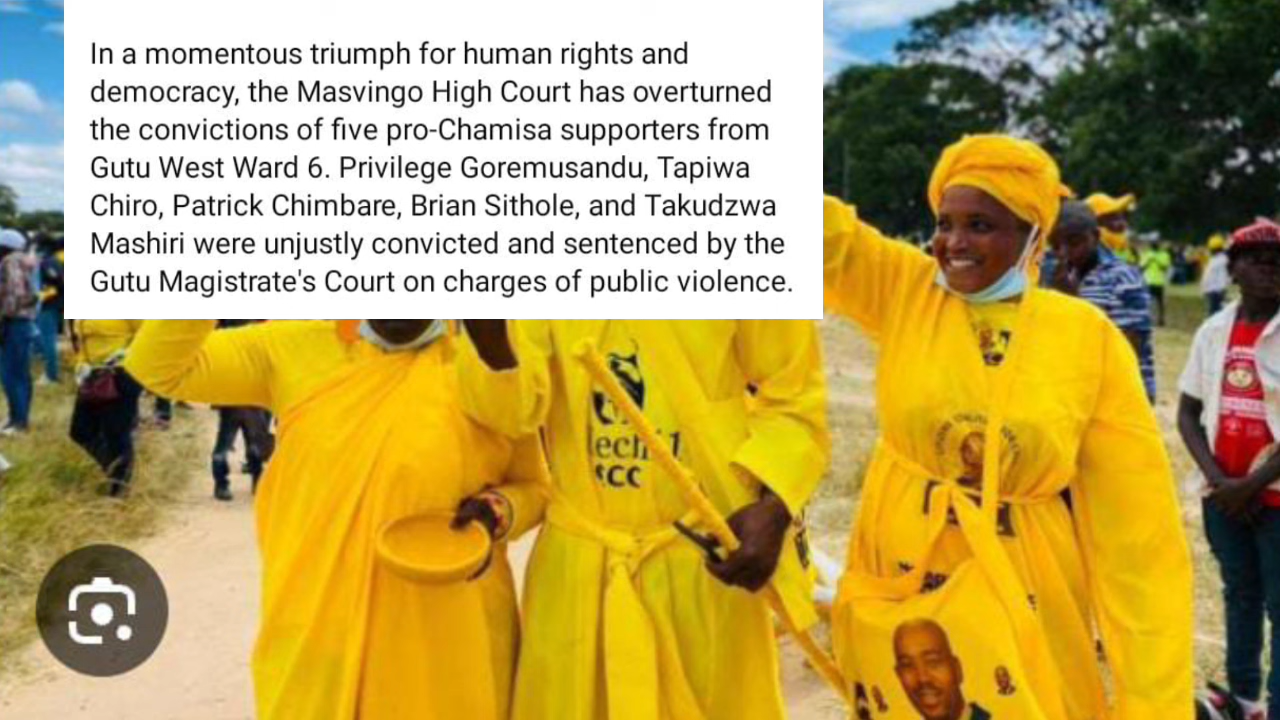 In a momentous triumph for human rights and
democracy, the Masvingo High Court has overturned
the convictions of five pro-Chamisa supporters from
Gutu West Ward 6. Privilege Goremusandu, Tapiwa
Chiro, Patrick Chimbare, Brian Sithole, and Takudzwa
Mashiri were unjustly convicted and sentenced by the
Gutu Magistrate's Court on charges of public violence.